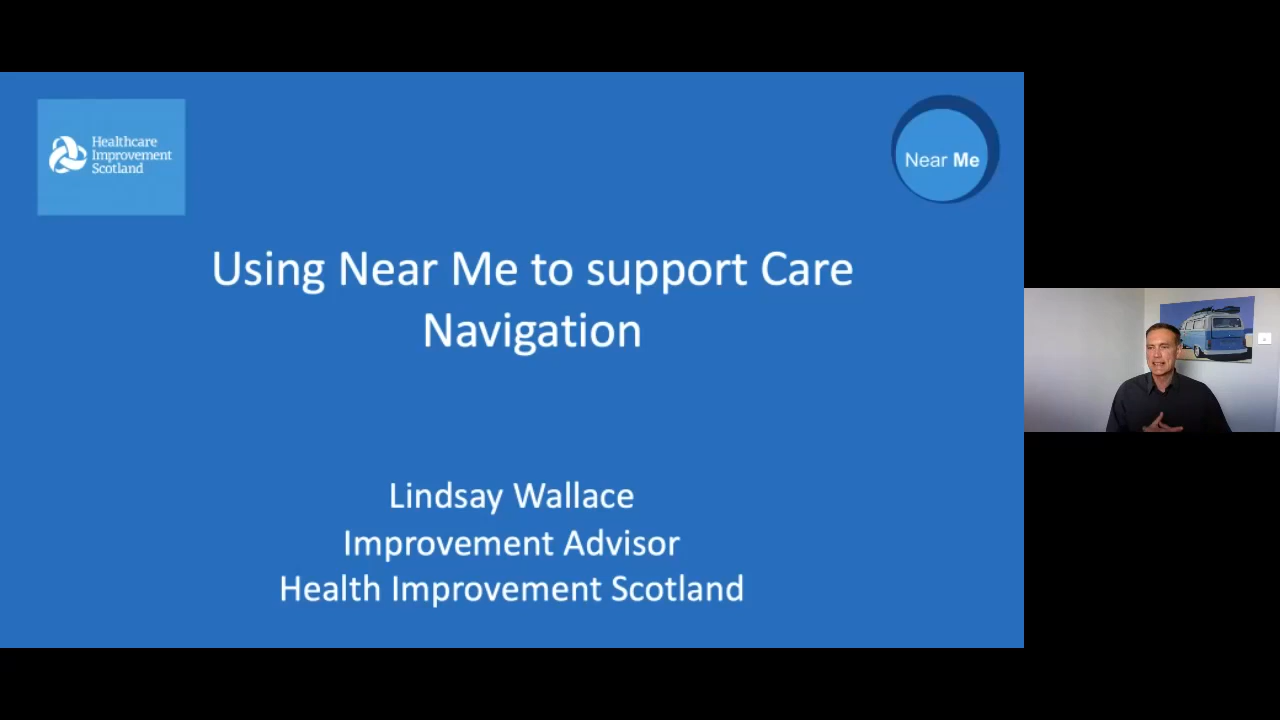 Healthcare
Improvement
Scotland
Near Me
Using Near Me to support Care
Navigation
Lindsay Wallace
Improvement Advisor
Health Improvement Scotland